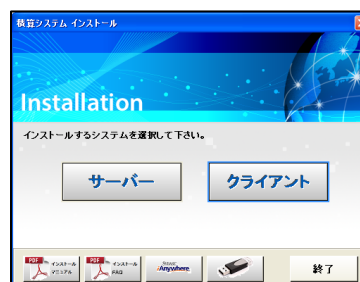 積算システム インストール
Installation
インストールするシステムを選択して下さい。
サーバー
クライアント
PDF インストール マニュアル
PDF インストール FAQ
iAnywhere
終了